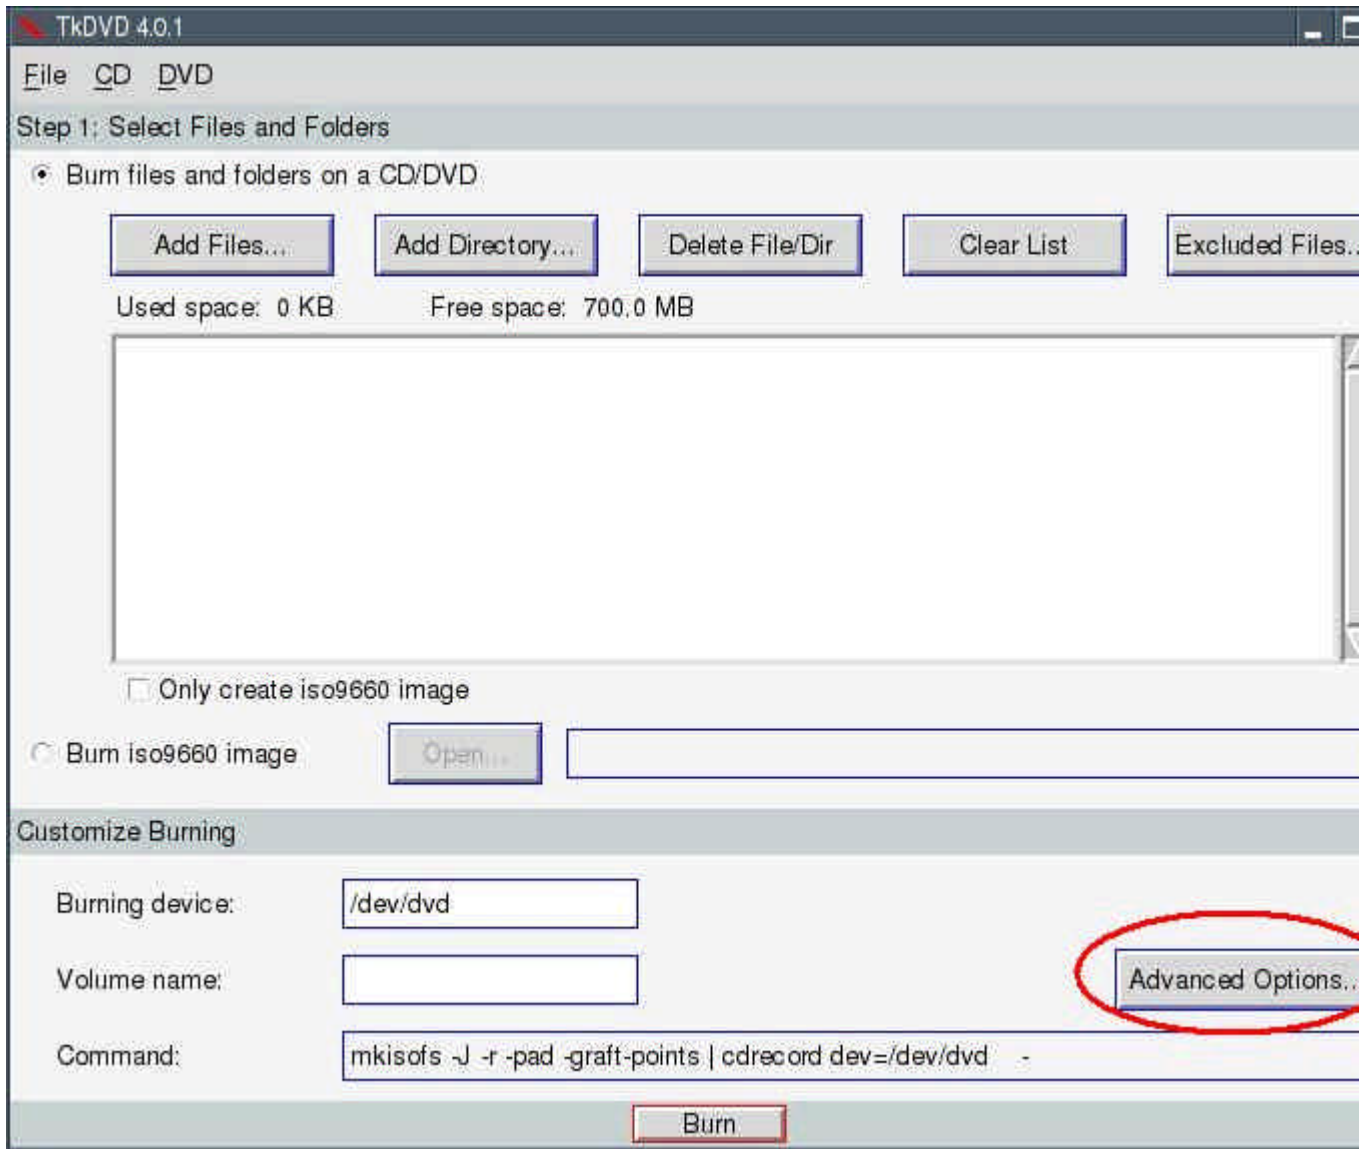 TkDVD 4.0.1
File CD DVD
Step 1: Select Files and Folders
Burn files and folders on a CD/DVD
Add Files... Add Directory... Delete File/Dir Clear List Excluded Files..
Used space: 0 KB Free space: 700.0 MB
Only create iso9660 image
Burn iso9660 image Open...
Customize Burning
Burning device: /dev/dvd
Volume name: Advanced Options..
Command: mkisofs -J -r -pad -graft-points | cdrecord dev=/dev/dvd -
Burn